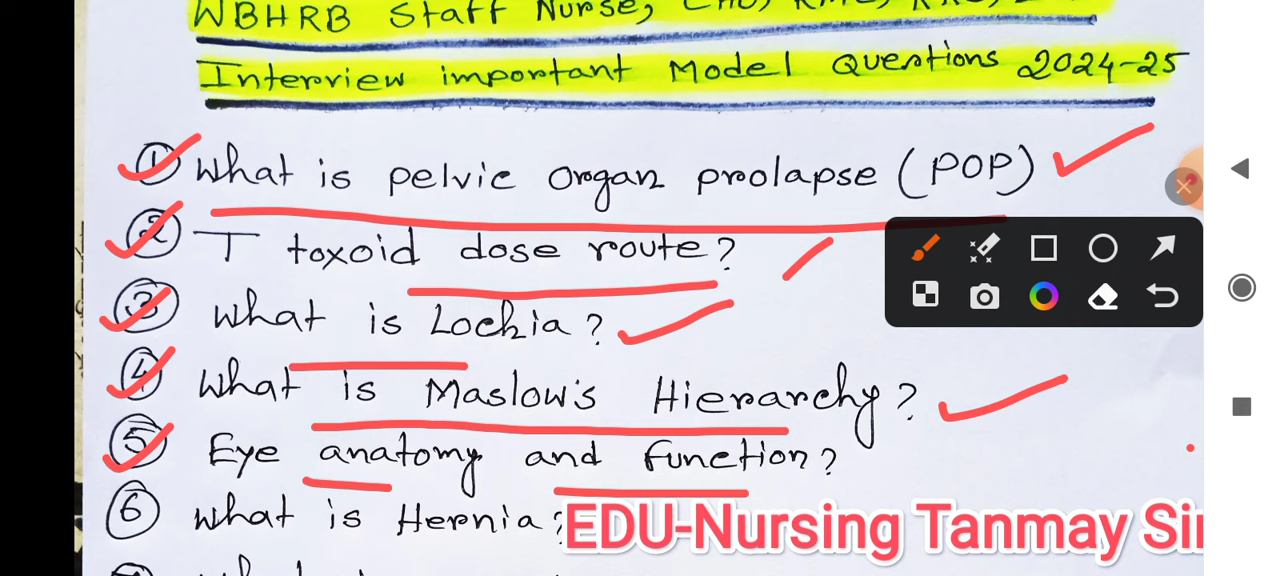 WBHRB Staff Nurse, CHO,
Interview important Model Questions 2024-25
① What is pelvic organ prolapse (POP)
② T toxoid dose route?
③ What is Lochia?
④ What is Maslow's Hierarchy?
⑤ Eye anatomy and function?
⑥ What is Hernia?
EDU-Nursing Tanmay Sir